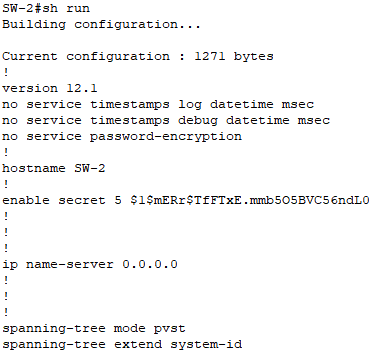 SW-2#sh run
Building configuration...
Current configuration : 1271 bytes
!
version 12.1
no service timestamps log datetime msec
no service timestamps debug datetime msec
no service password-encryption
!
hostname SW-2
!
enable secret 5 $1$mERr$TfFTxE.mmb5O5BVC56ndL0
!
!
!
ip name-server 0.0.0.0
!
!
!
spanning-tree mode pvst
spanning-tree extend system-id